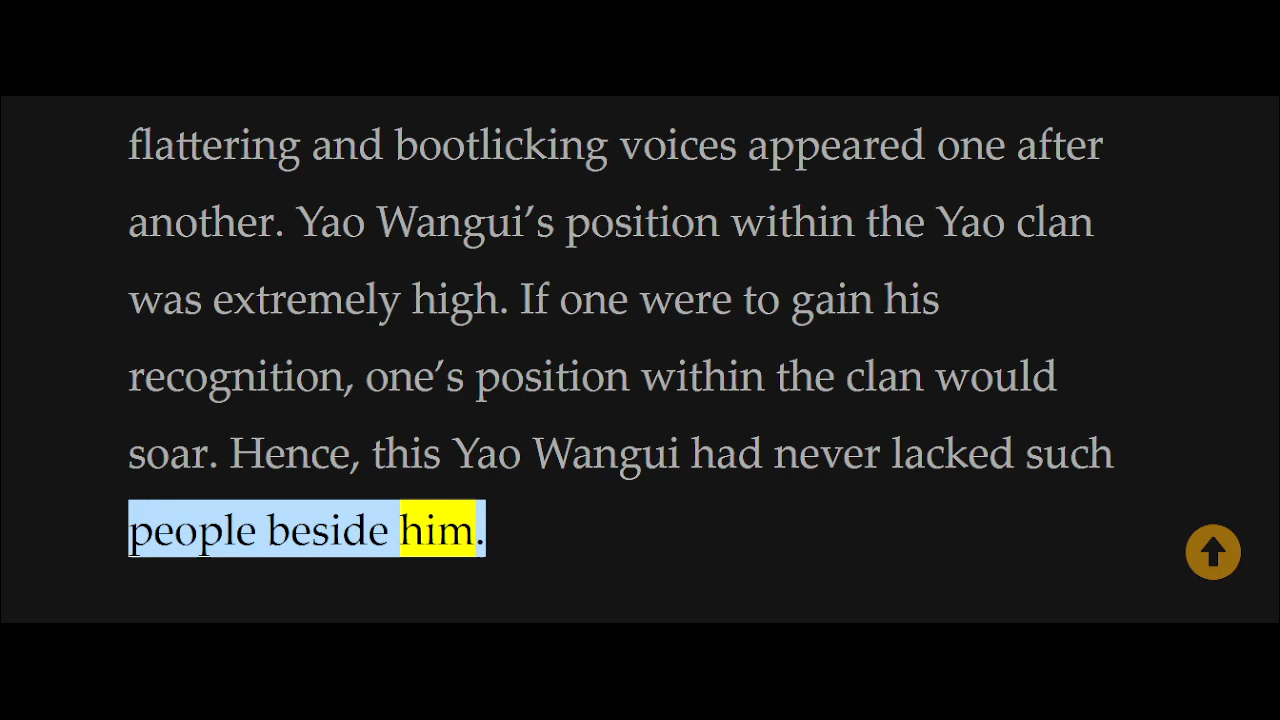 flattering and bootlicking voices appeared one after
another. Yao Wangui’s position within the Yao clan
was extremely high. If one were to gain his
recognition, one’s position within the clan would
soar. Hence, this Yao Wangui had never lacked such
people beside him.